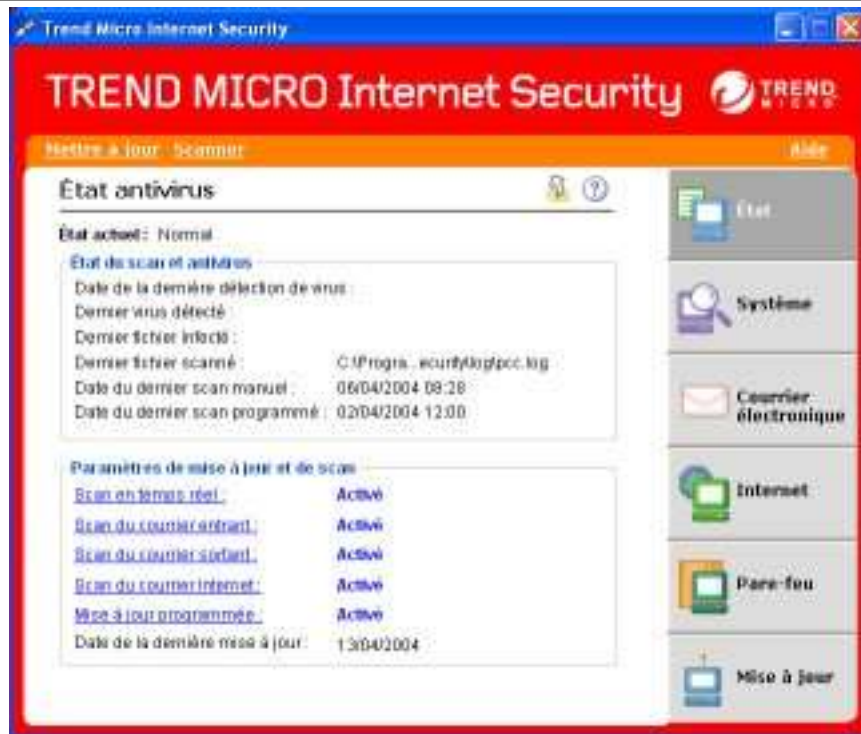 Trend Micro Internet Security
TREND MICRO Internet Security
TREND MICRO
Mettre à jour Scanner Aide
État antivirus
État actuel : Normal
État du scan et antivirus
Date de la dernière détection de virus :
Dernier virus détecté :
Dernier fichier infecté :
Dernier fichier scanné : C:\Progra...ecurity\log\pcc.log
Date du dernier scan manuel : 06/04/2004 08:28
Date du dernier scan programmé : 02/04/2004 12:00
Paramètres de mise à jour et de scan
Scan en temps réel : Activé
Scan du courrier entrant : Activé
Scan du courrier sortant : Activé
Scan du courrier Internet : Activé
Mise à jour programmée : Activé
Date de la dernière mise à jour : 13/04/2004
État
Système
Courrier
électronique
Internet
Pare-feu
Mise à jour